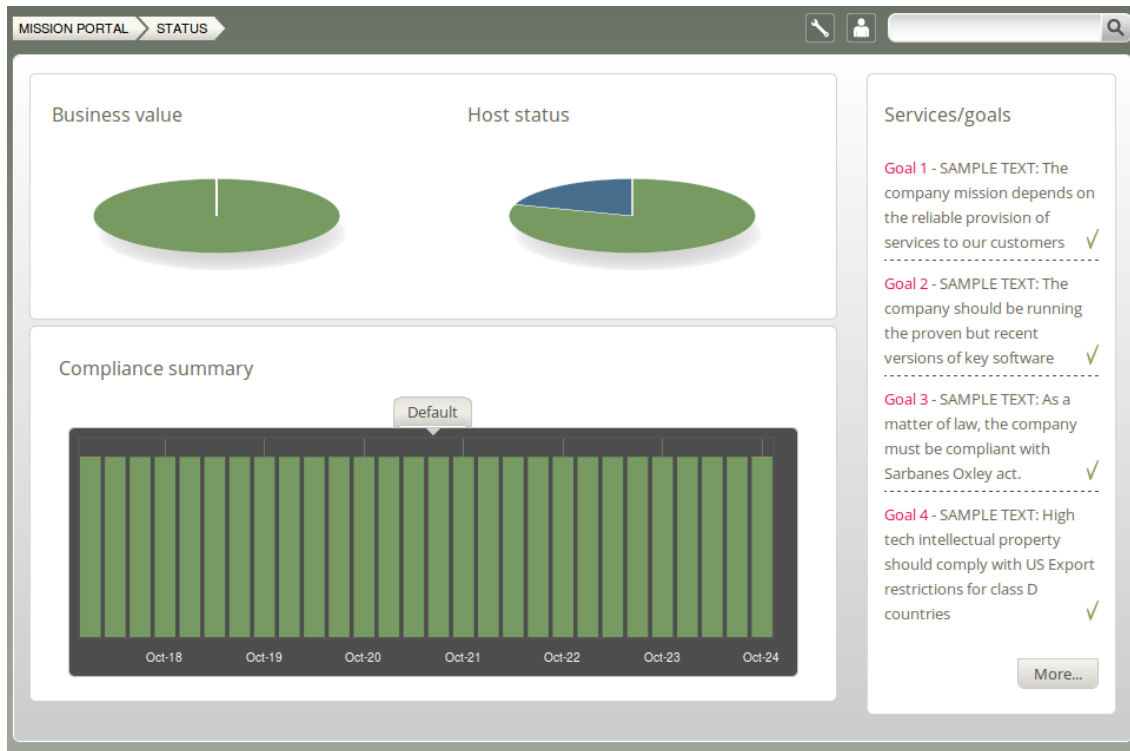 MISSION PORTAL
STATUS
Business value
Host status
Compliance summary
Default
Oct-18
Oct-19
Oct-20
Oct-21
Oct-22
Oct-23
Oct-24
Services/goals
Goal 1 - SAMPLE TEXT: The
company mission depends on
the reliable provision of
services to our customers
Goal 2 - SAMPLE TEXT: The
company should be running
the proven but recent
versions of key software
Goal 3 - SAMPLE TEXT: As a
matter of law, the company
must be compliant with
Sarbanes Oxley act.
Goal 4 - SAMPLE TEXT: High
tech intellectual property
should comply with US Export
restrictions for class D
countries
More...